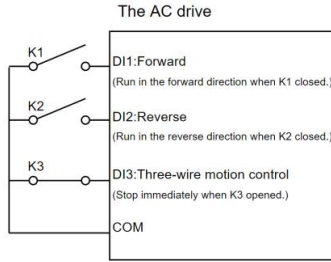 The AC drive
K1
DI1:Forward
(Run in the forward direction when K1 closed.)
K2
DI2:Reverse
(Run in the reverse direction when K2 closed.)
K3
DI3:Three-wire motion control
(Stop immediately when K3 opened.)
COM